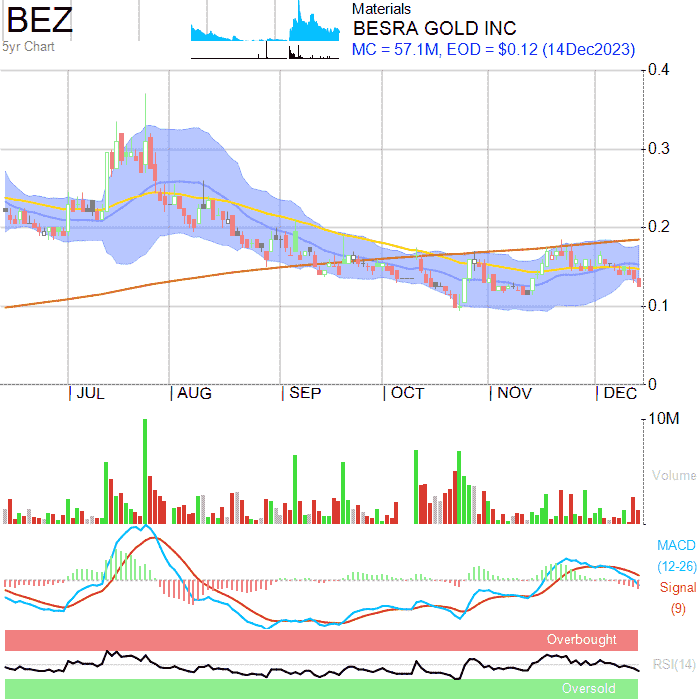 BEZ
5yr Chart
Materials
BESRA GOLD INC
MC = 57.1M, EOD = $0.12 (14Dec2023)
0.4
0.3
0.2
0.1
0
JUL AUG SEP OCT NOV DEC
10M
Volume
MACD
(12-26)
Signal
(9)
Overbought
RSI(14)
Oversold